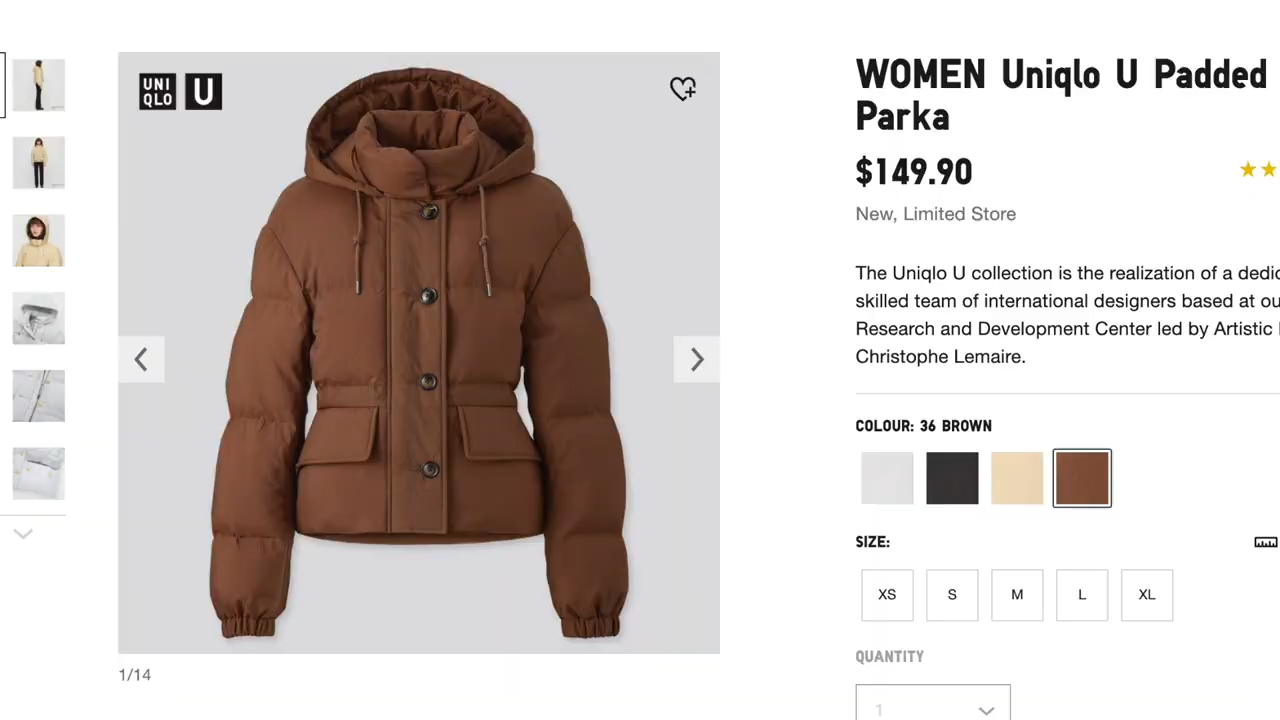 UNI
QLO
U
WOMEN Uniqlo U Padded
Parka
$149.90
New, Limited Store
The Uniqlo U collection is the realization of a
skilled team of international designers based at
Research and Development Center led by Artistic
Christophe Lemaire.
COLOUR: 36 BROWN
SIZE:
XS S M L XL
QUANTITY
1
1/14